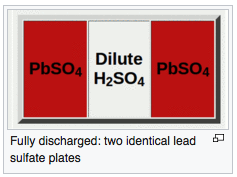 PbSO₄
Dilute
H₂SO₄
PbSO₄
Fully discharged: two identical lead
sulfate plates